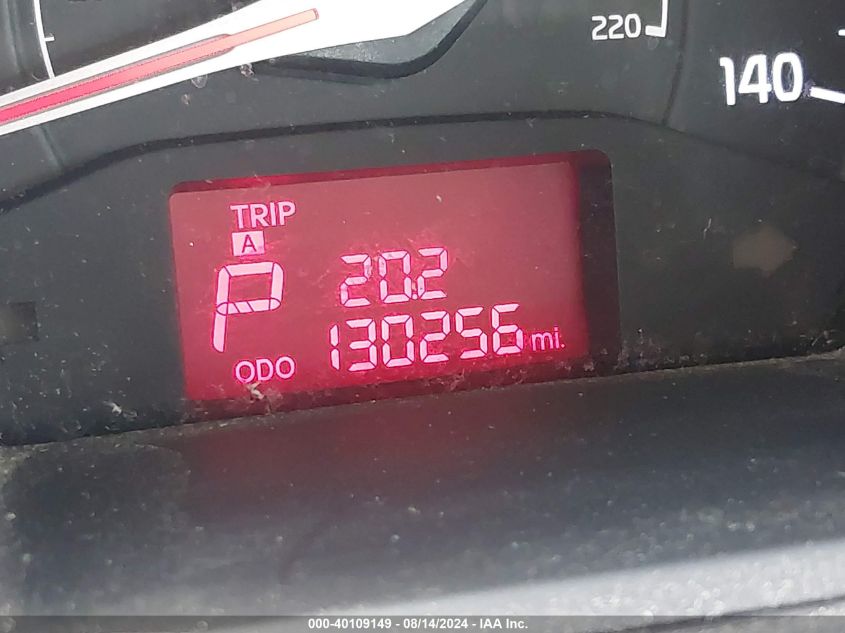 220
140
TRIP
A
P 20.2
ODO 130256 mi.
000-40109149 - 08/14/2024 - IAA Inc.